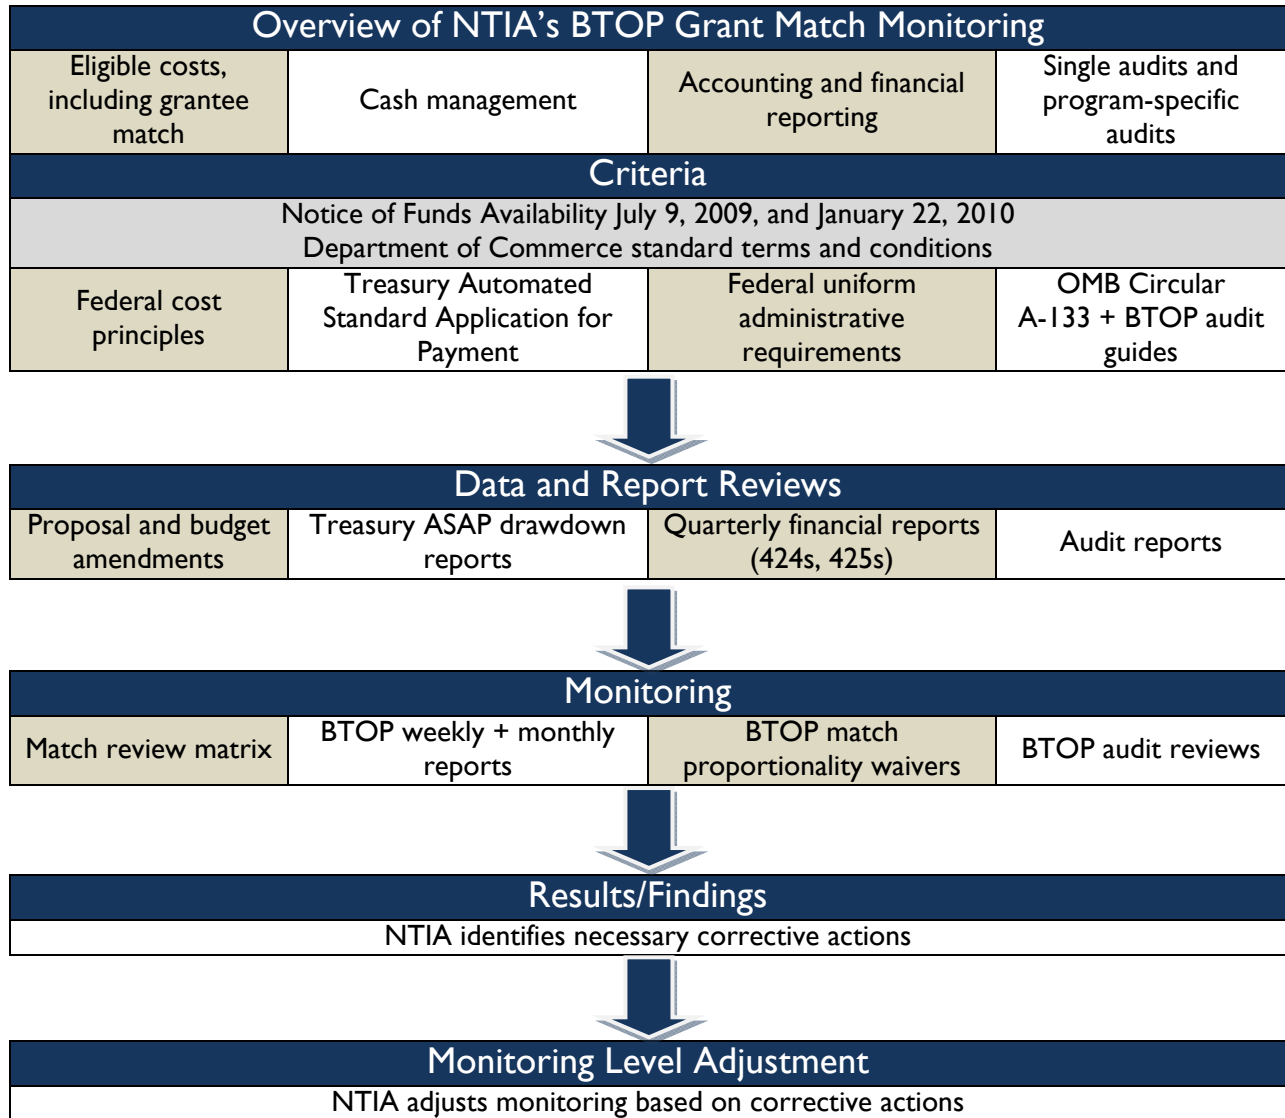 Overview of NTIA’s BTOP Grant Match Monitoring
Eligible costs,
including grantee
match
Cash management
Accounting and financial
reporting
Single audits and
program-specific
audits
Criteria
Notice of Funds Availability July 9, 2009, and January 22, 2010
Department of Commerce standard terms and conditions
Federal cost
principles
Treasury Automated
Standard Application for
Payment
Federal uniform
administrative
requirements
OMB Circular
A-133 + BTOP audit
guides
Data and Report Reviews
Proposal and budget
amendments
Treasury ASAP drawdown
reports
Quarterly financial reports
(424s, 425s)
Audit reports
Monitoring
Match review matrix
BTOP weekly + monthly
reports
BTOP match
proportionality waivers
BTOP audit reviews
Results/Findings
NTIA identifies necessary corrective actions
Monitoring Level Adjustment
NTIA adjusts monitoring based on corrective actions